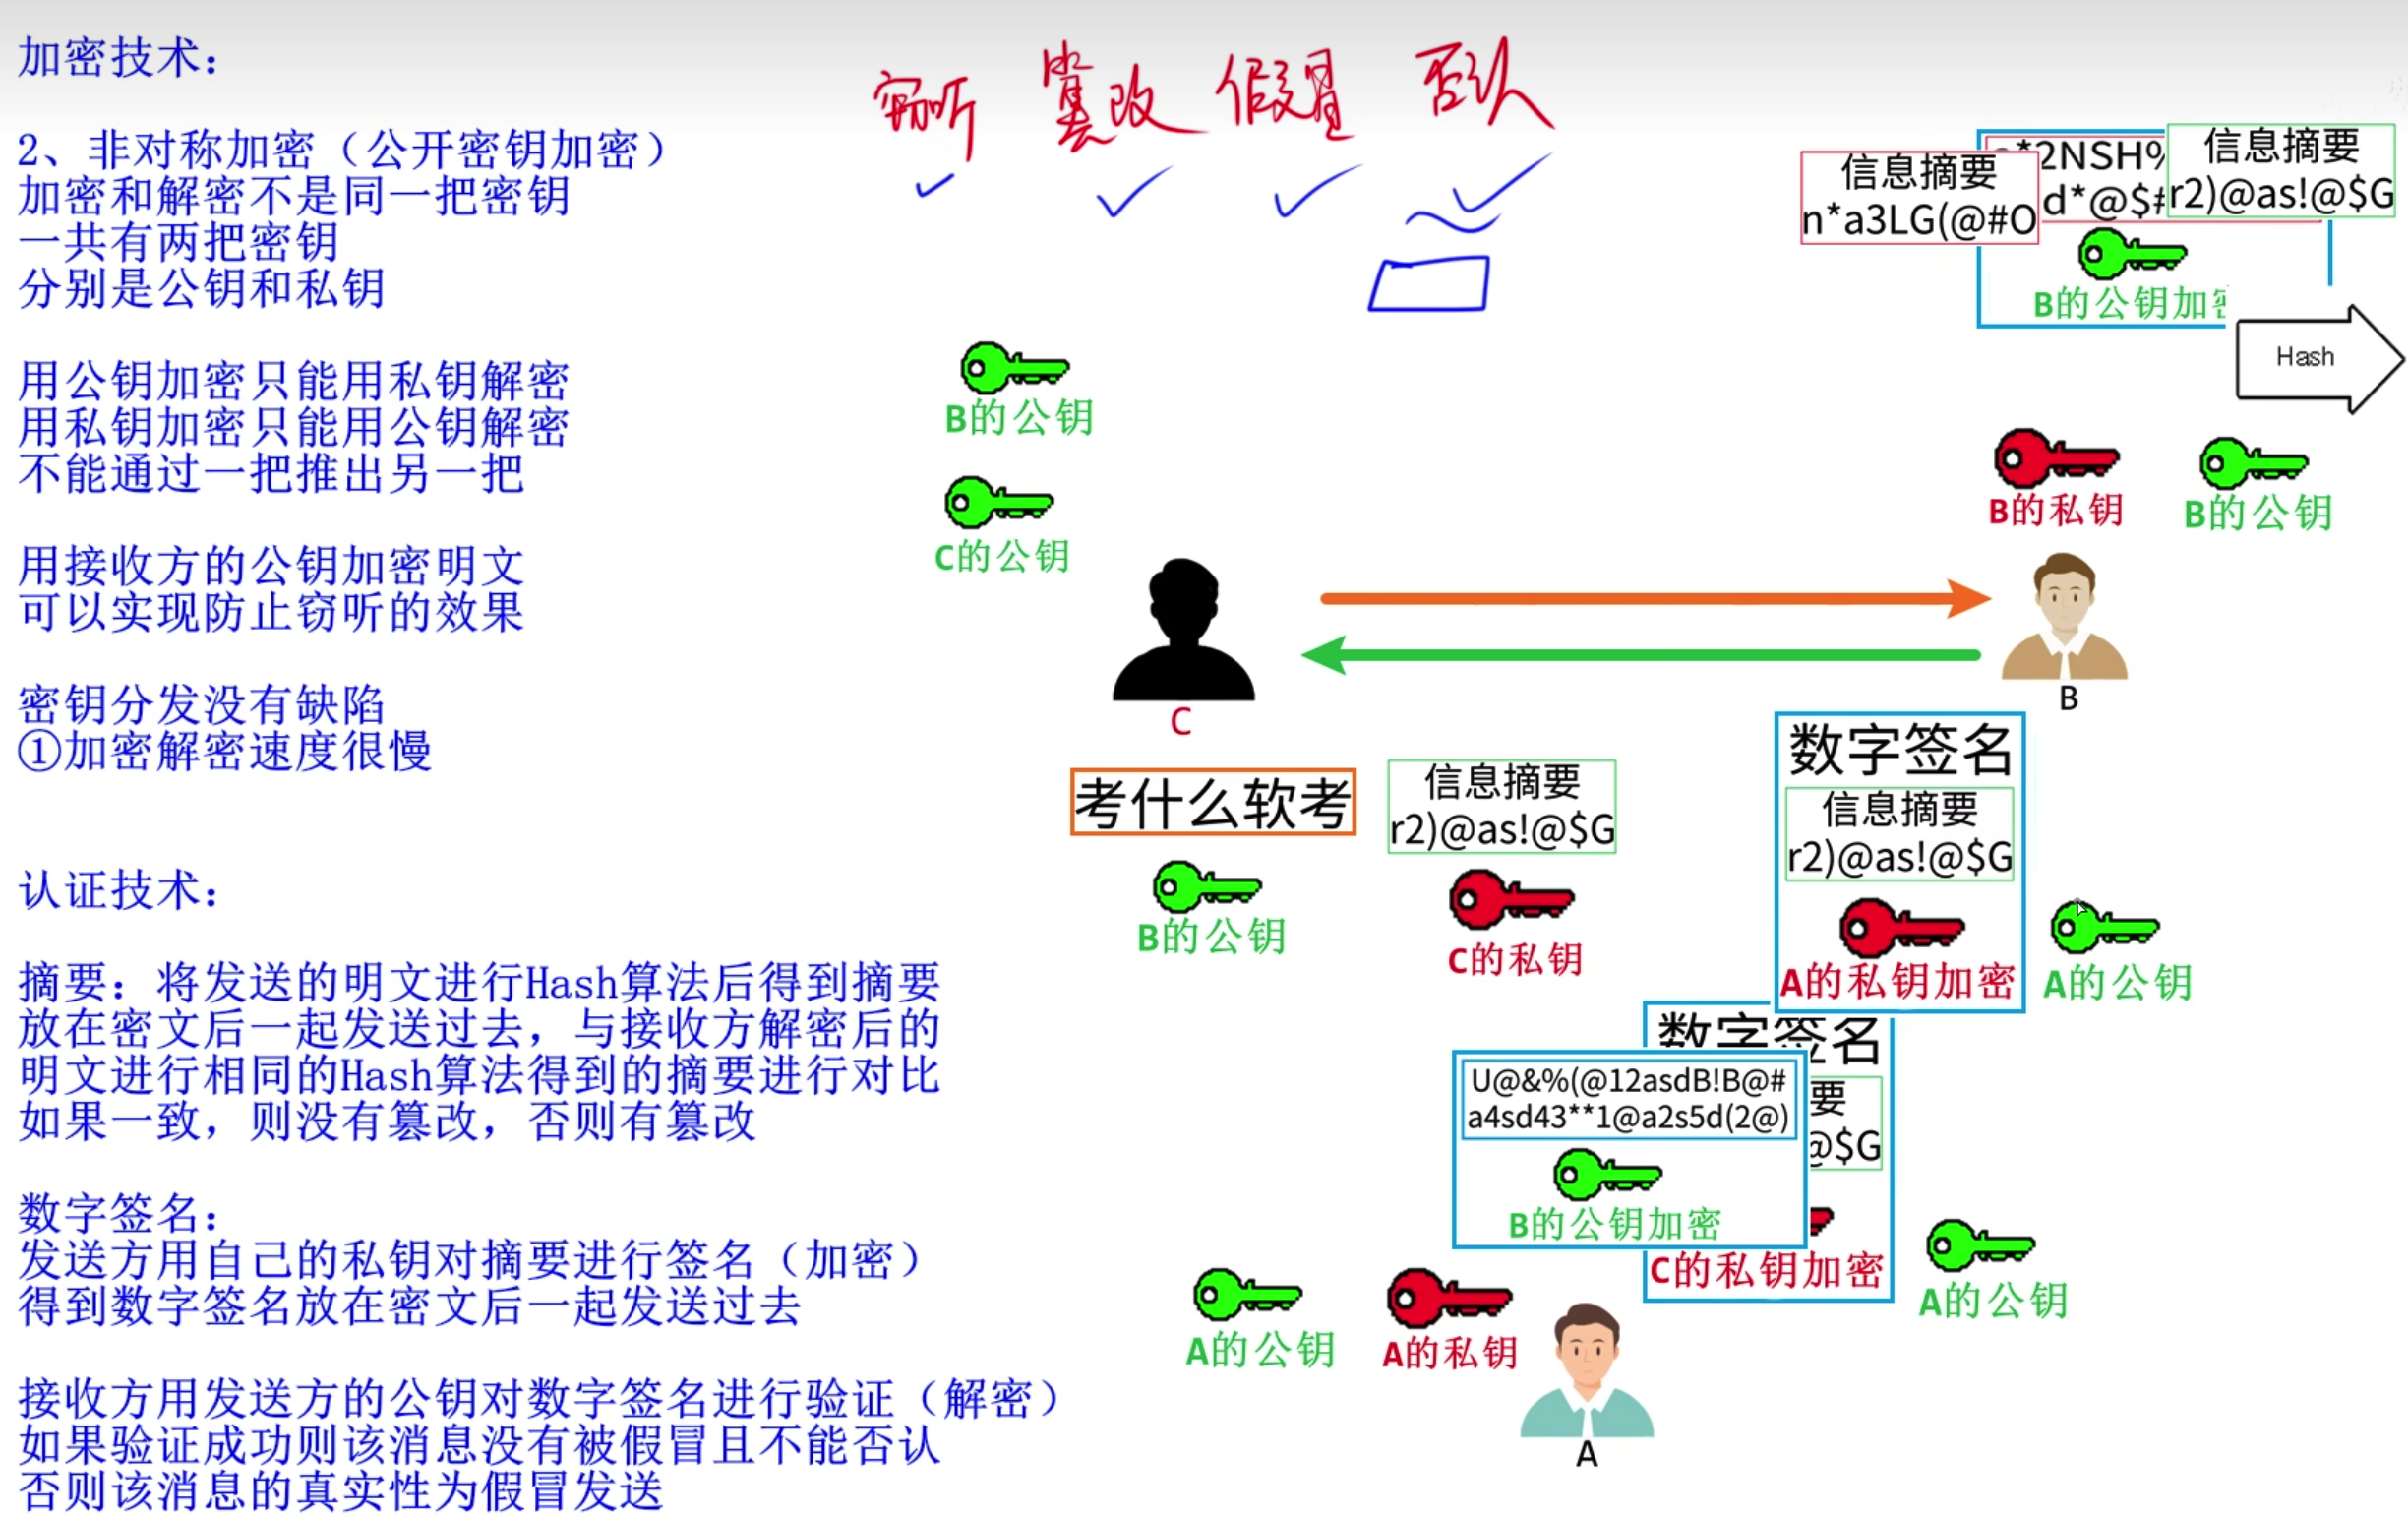 加密技术：
2、非对称加密（公开密钥加密）
加密和解密不是同一把密钥
一共有两把密钥
分别是公钥和私钥
用公钥加密只能用私钥解密
用私钥加密只能用公钥解密
不能通过一把推出另一把
用接收方的公钥加密明文
可以实现防止窃听的效果
密钥分发没有缺陷
①加密解密速度很慢
认证技术：
摘要：将发送的明文进行Hash算法后得到摘要
放在密文后一起发送过去，与接收方解密后的
明文进行相同的Hash算法得到的摘要进行对比
如果一致，则没有篡改，否则有篡改
数字签名：
发送方用自己的私钥对摘要进行签名（加密）
得到数字签名放在密文后一起发送过去
接收方用发送方的公钥对数字签名进行验证（解密）
如果验证成功则该消息没有被假冒且不能否认
否则该消息的真实性为假冒发送
窃听 篡改 假冒 否认
信息摘要
n*a3LG(@#O
*2NSH%
d*@$#
信息摘要
r2)@as!@$G
B的公钥加密
Hash
B的公钥
C的公钥
B的私钥
B的公钥
C
B
考什么软考
信息摘要
r2)@as!@$G
B的公钥
C的私钥
数字签名
信息摘要
r2)@as!@$G
A的私钥加密
A的公钥
数字签名
要
@$G
C的私钥加密
U@&%(@12asdB!B@#
a4sd43**1@a2s5d(2@)
B的公钥加密
A的公钥
A的公钥
A的私钥
A